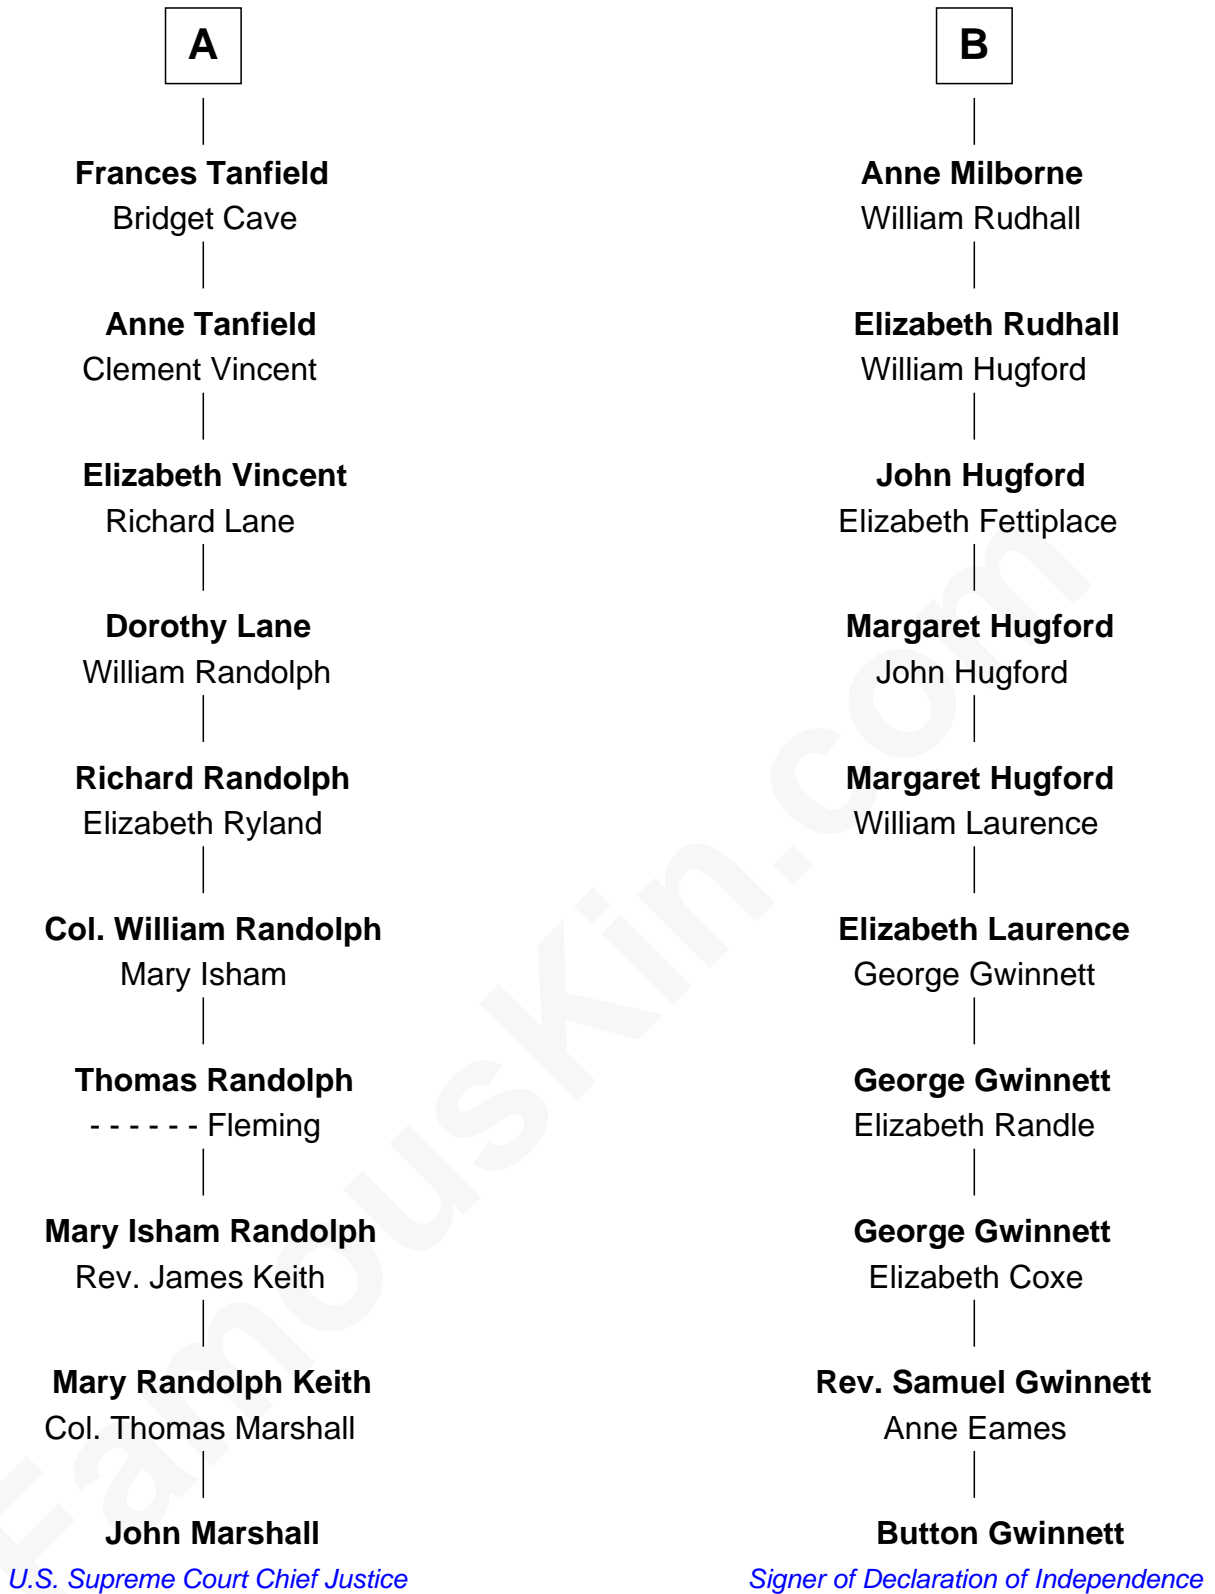 A
Frances Tanfield
Bridget Cave
Anne Tanfield
Clement Vincent
Elizabeth Vincent
Richard Lane
Dorothy Lane
William Randolph
Richard Randolph
Elizabeth Ryland
Col. William Randolph
Mary Isham
Thomas Randolph
- - - - - - Fleming
Mary Isham Randolph
Rev. James Keith
Mary Randolph Keith
Col. Thomas Marshall
John Marshall
U.S. Supreme Court Chief Justice
B
Anne Milborne
William Rudhall
Elizabeth Rudhall
William Hugford
John Hugford
Elizabeth Fettiplace
Margaret Hugford
John Hugford
Margaret Hugford
William Laurence
Elizabeth Laurence
George Gwinnett
George Gwinnett
Elizabeth Randle
George Gwinnett
Elizabeth Coxe
Rev. Samuel Gwinnett
Anne Eames
Button Gwinnett
Signer of Declaration of Independence
FamousKin.com